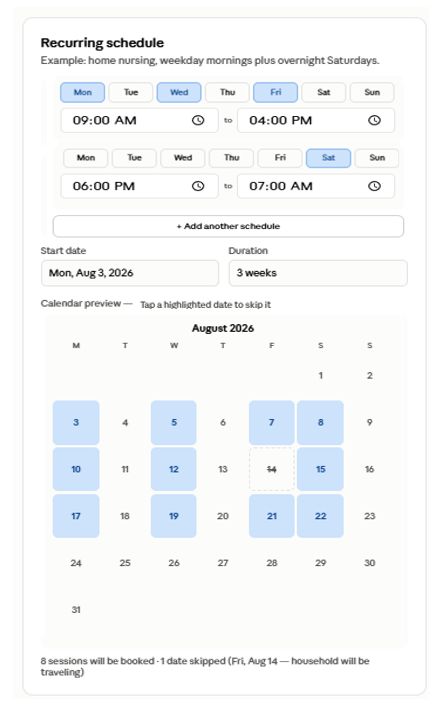 Recurring schedule
Example: home nursing, weekday mornings plus overnight Saturdays.
Mon Tue Wed Thu Fri Sat Sun
09:00 AM to 04:00 PM
Mon Tue Wed Thu Fri Sat Sun
06:00 PM to 07:00 AM
+ Add another schedule
Start date Duration
Mon, Aug 3, 2026 3 weeks
Calendar preview — Tap a highlighted date to skip it
August 2026
M T W T F S S
1 2
3 4 5 6 7 8 9
10 11 12 13 14 15 16
17 18 19 20 21 22 23
24 25 26 27 28 29 30
31
8 sessions will be booked · 1 date skipped (Fri, Aug 14 — household will be
traveling)